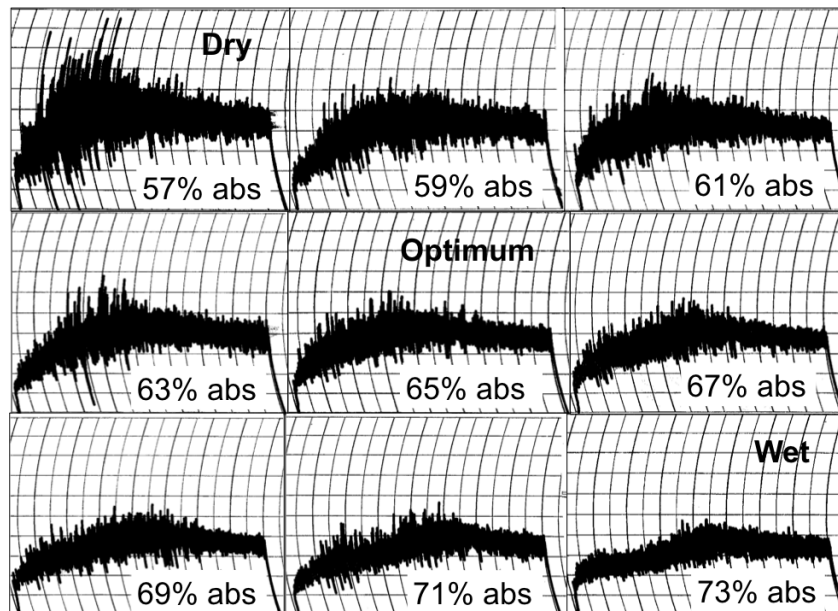 Dry
57% abs
59% abs
61% abs
Optimum
63% abs
65% abs
67% abs
Wet
69% abs
71% abs
73% abs